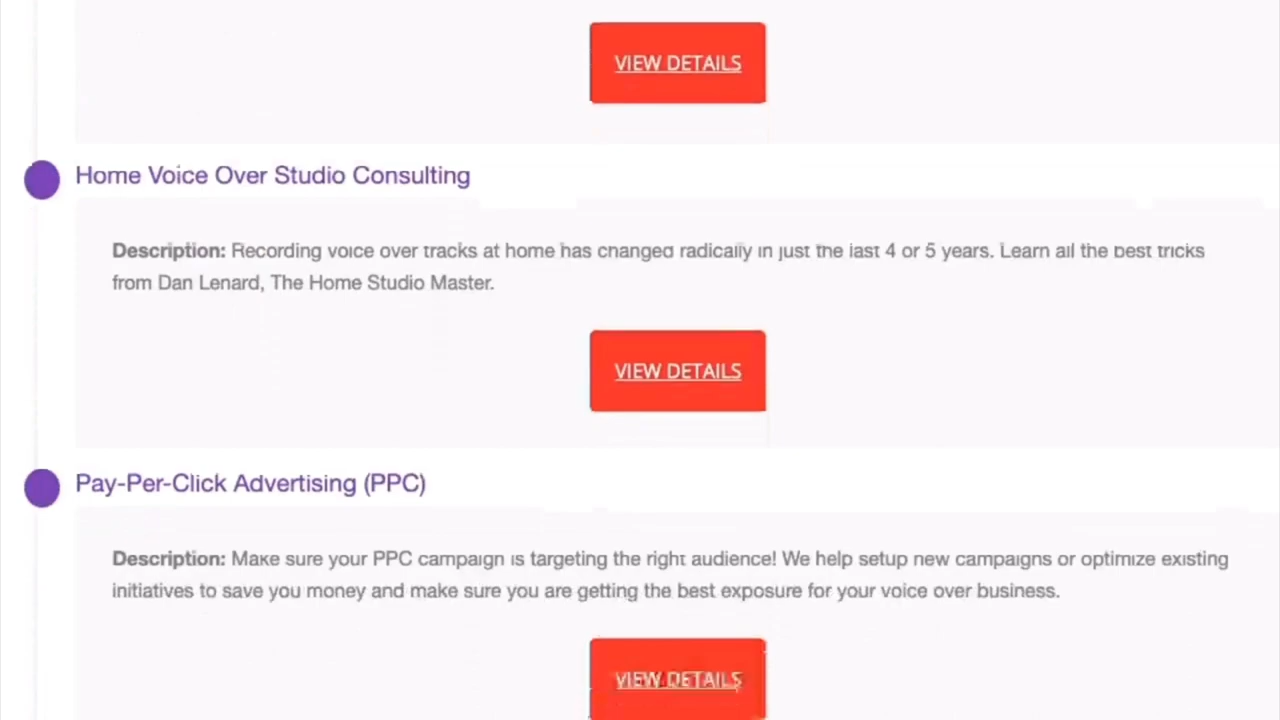 VIEW DETAILS
Home Voice Over Studio Consulting
Description: Recording voice over tracks at home has changed radically in just the last 4 or 5 years. Learn all the best tricks
from Dan Lenard, The Home Studio Master.
VIEW DETAILS
Pay-Per-Click Advertising (PPC)
Description: Make sure your PPC campaign is targeting the right audience! We help setup new campaigns or optimize existing
initiatives to save you money and make sure you are getting the best exposure for your voice over business.
VIEW DETAILS